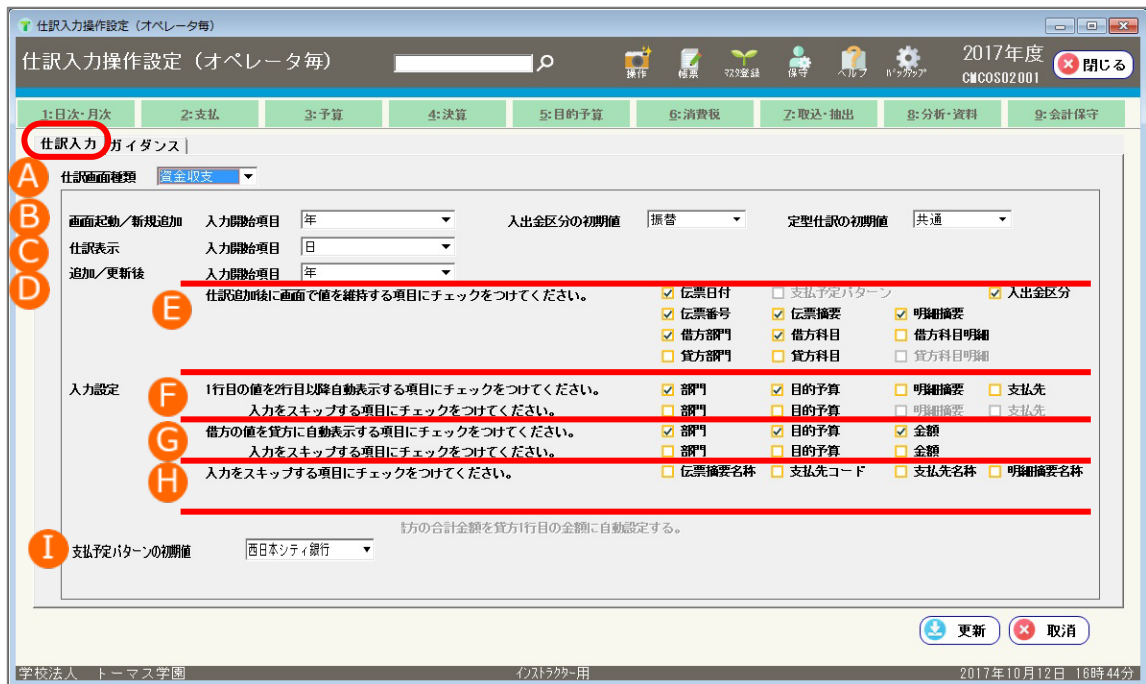 仕訳入力操作設定（オペレータ毎）
仕訳入力操作設定（オペレータ毎） 操作 帳票 ﾏｽﾀ登録 保守 ヘルプ ﾊﾞｯｸｱｯﾌﾟ 2017年度 CMCOS02001 閉じる
1:日次・月次 2:支払 3:予算 4:決算 5:目的予算 6:消費税 7:取込・抽出 8:分析・資料 9:会計保守
仕訳入力 ガイダンス
A 仕訳画面種類 資金収支
B 画面起動／新規追加 入力開始項目 年 入出金区分の初期値 振替 定型仕訳の初期値 共通
C 仕訳表示 入力開始項目 日
D 追加／更新後 入力開始項目 年
E 仕訳追加後に画面で値を維持する項目にチェックをつけてください。 伝票日付 支払予定パターン 入出金区分
伝票番号 伝票摘要 明細摘要
借方部門 借方科目 借方科目明細
貸方部門 貸方科目 貸方科目明細
入力設定 F 1行目の値を2行目以降自動表示する項目にチェックをつけてください。 部門 目的予算 明細摘要 支払先
入力をスキップする項目にチェックをつけてください。 部門 目的予算 明細摘要 支払先
G 借方の値を貸方に自動表示する項目にチェックをつけてください。 部門 目的予算 金額
入力をスキップする項目にチェックをつけてください。 部門 目的予算 金額
H 入力をスキップする項目にチェックをつけてください。 伝票摘要名称 支払先コード 支払先名称 明細摘要名称
方の合計金額を貸方1行目の金額に自動設定する。
I 支払予定パターンの初期値 西日本シティ銀行
更新 取消
学校法人 トーマス学園 ｲﾝｽﾄﾗｸﾀｰ用 2017年10月12日 16時44分